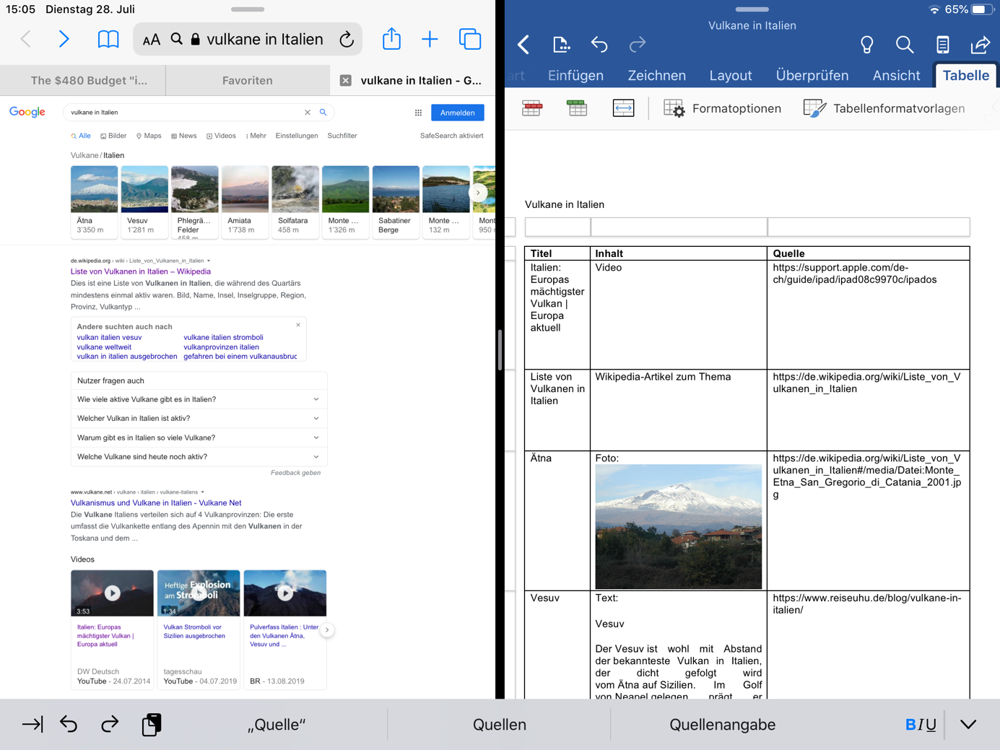 15:05 Dienstag 28. Juli
65%
AA vulkane in Italien
The $480 Budget "i...
Favoriten
vulkane in Italien - G...
Google
vulkane in Italien
Anmelden
Alle Bilder Maps News Videos Mehr Einstellungen Suchfilter SafeSearch aktiviert
Vulkane / Italien
Ätna
3'350 m
Vesuv
1'281 m
Phlegrä...
Felder
458 m
Amiata
1'738 m
Solfatara
458 m
Monte ...
1'326 m
Sabatiner
Berge
Monte ...
132 m
Mont
950
de.wikipedia.org › wiki › Liste_von_Vulkanen_in_Italien
Liste von Vulkanen in Italien – Wikipedia
Dies ist eine Liste von Vulkanen in Italien, die während des Quartärs
mindestens einmal aktiv waren. Bild, Name, Insel, Inselgruppe, Region,
Provinz, Vulkantyp ...
Andere suchten auch nach
vulkan italien vesuv
vulkane italien stromboli
vulkane weltweit
vulkanprovinzen italien
vulkan in italien ausgebrochen
gefahren bei einem vulkanausbruc
Nutzer fragen auch
Wie viele aktive Vulkane gibt es in Italien?
Welcher Vulkan in Italien ist aktiv?
Warum gibt es in Italien so viele Vulkane?
Welche Vulkane sind heute noch aktiv?
Feedback geben
www.vulkane.net › vulkane › italien › vulkane-italiens
Vulkanismus und Vulkane in Italien - Vulkane Net
Die Vulkane Italiens verteilen sich auf 4 Vulkanprovinzen: Die erste
umfasst die Vulkankette entlang des Apennin mit den Vulkanen in der
Toskana und dem ...
Videos
3:53
Italien: Europas
mächtigster
Vulkan |
Europa aktuell
DW Deutsch
YouTube - 24.07.2014
Heftige Explosion
am Stromboli
1:34
Vulkan Stromboli vor
Sizilien ausgebrochen
tagesschau
YouTube - 04.07.2019
Pulverfass Italien : Unter
den Vulkanen Ätna,
Vesuv und ...
BR - 13.08.2019
Vulkane in Italien
art Einfügen Zeichnen Layout Überprüfen Ansicht Tabelle
Formatoptionen Tabellenformatvorlagen
Vulkane in Italien
Titel Inhalt Quelle
Italien:
Europas
mächtigster
Vulkan |
Europa
aktuell
Video
https://support.apple.com/de-
ch/guide/ipad/ipad08c9970c/ipados
Liste von
Vulkanen in
Italien
Wikipedia-Artikel zum Thema
https://de.wikipedia.org/wiki/Liste_von_V
ulkanen_in_Italien
Ätna
Foto:
https://de.wikipedia.org/wiki/Liste_von_V
ulkanen_in_Italien#/media/Datei:Monte_
Etna_San_Gregorio_di_Catania_2001.jp
g
Vesuv
Text:
Vesuv
Der Vesuv ist wohl mit Abstand
der bekannteste Vulkan in Italien,
der dicht gefolgt wird
vom Ätna auf Sizilien. Im Golf
von Neapel gelegen prägt er
https://www.reiseuhu.de/blog/vulkane-in-
italien/
„Quelle“ Quellen Quellenangabe BIU